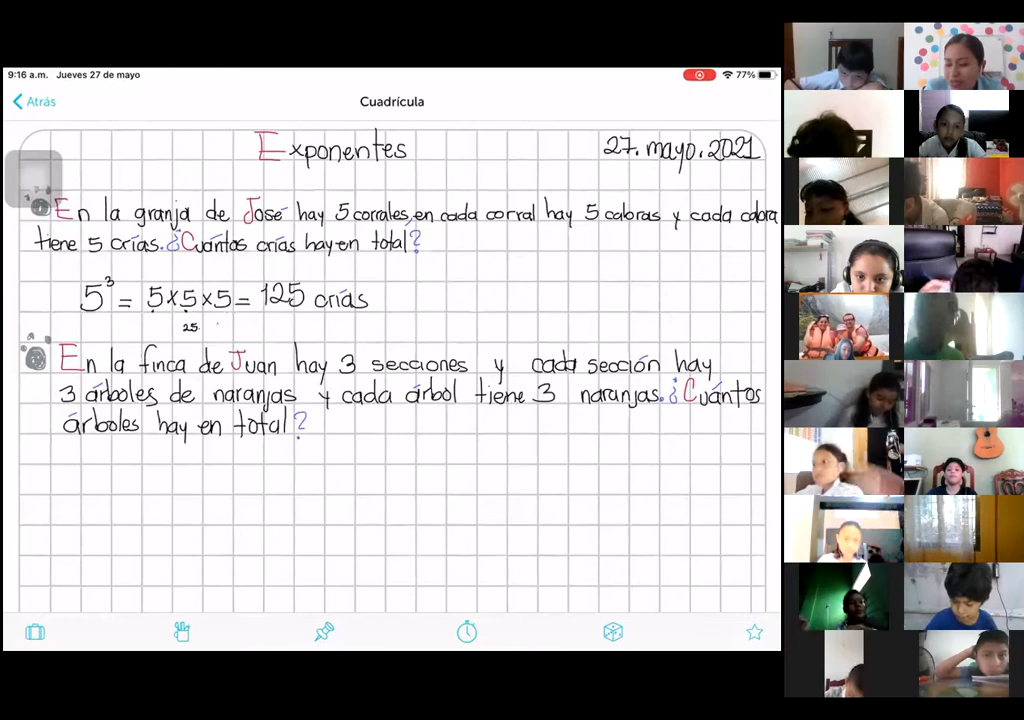 9:16 a.m. Jueves 27 de mayo 77%
Atrás Cuadrícula
Exponentes 27.mayo.2021
En la granja de José hay 5 corrales, en cada corral hay 5 cabras y cada cabra
tiene 5 crías. ¿Cuántas crías hay en total?
5³ = 5x5x5 = 125 crías
25
En la finca de Juan hay 3 secciones y cada sección hay
3 árboles de naranjas y cada árbol tiene 3 naranjas. ¿Cuántos
árboles hay en total?